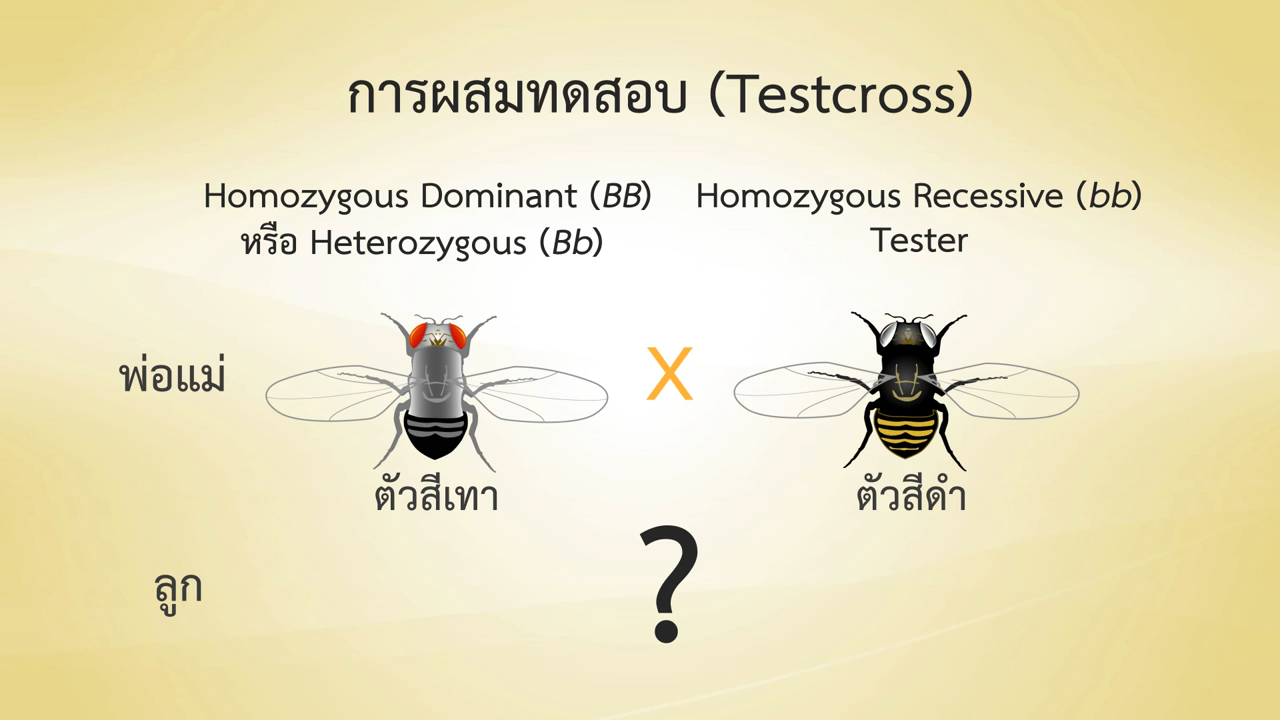 การผสมทดสอบ (Testcross)
Homozygous Dominant (BB)
หรือ Heterozygous (Bb)
Homozygous Recessive (bb)
Tester
พ่อแม่
X
ตัวสีเทา
ตัวสีดำ
ลูก
?